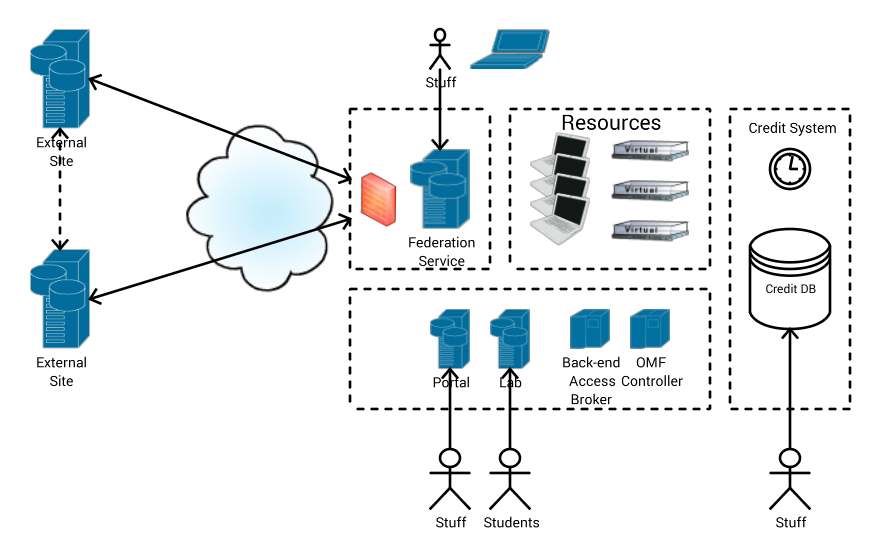 Stuff
External
Site
Resources
Virtual
Virtual
Virtual
Credit System
Federation
Service
Credit DB
External
Site
Portal
Lab
Back-end
Access
Broker
OMF
Controller
Stuff
Students
Stuff